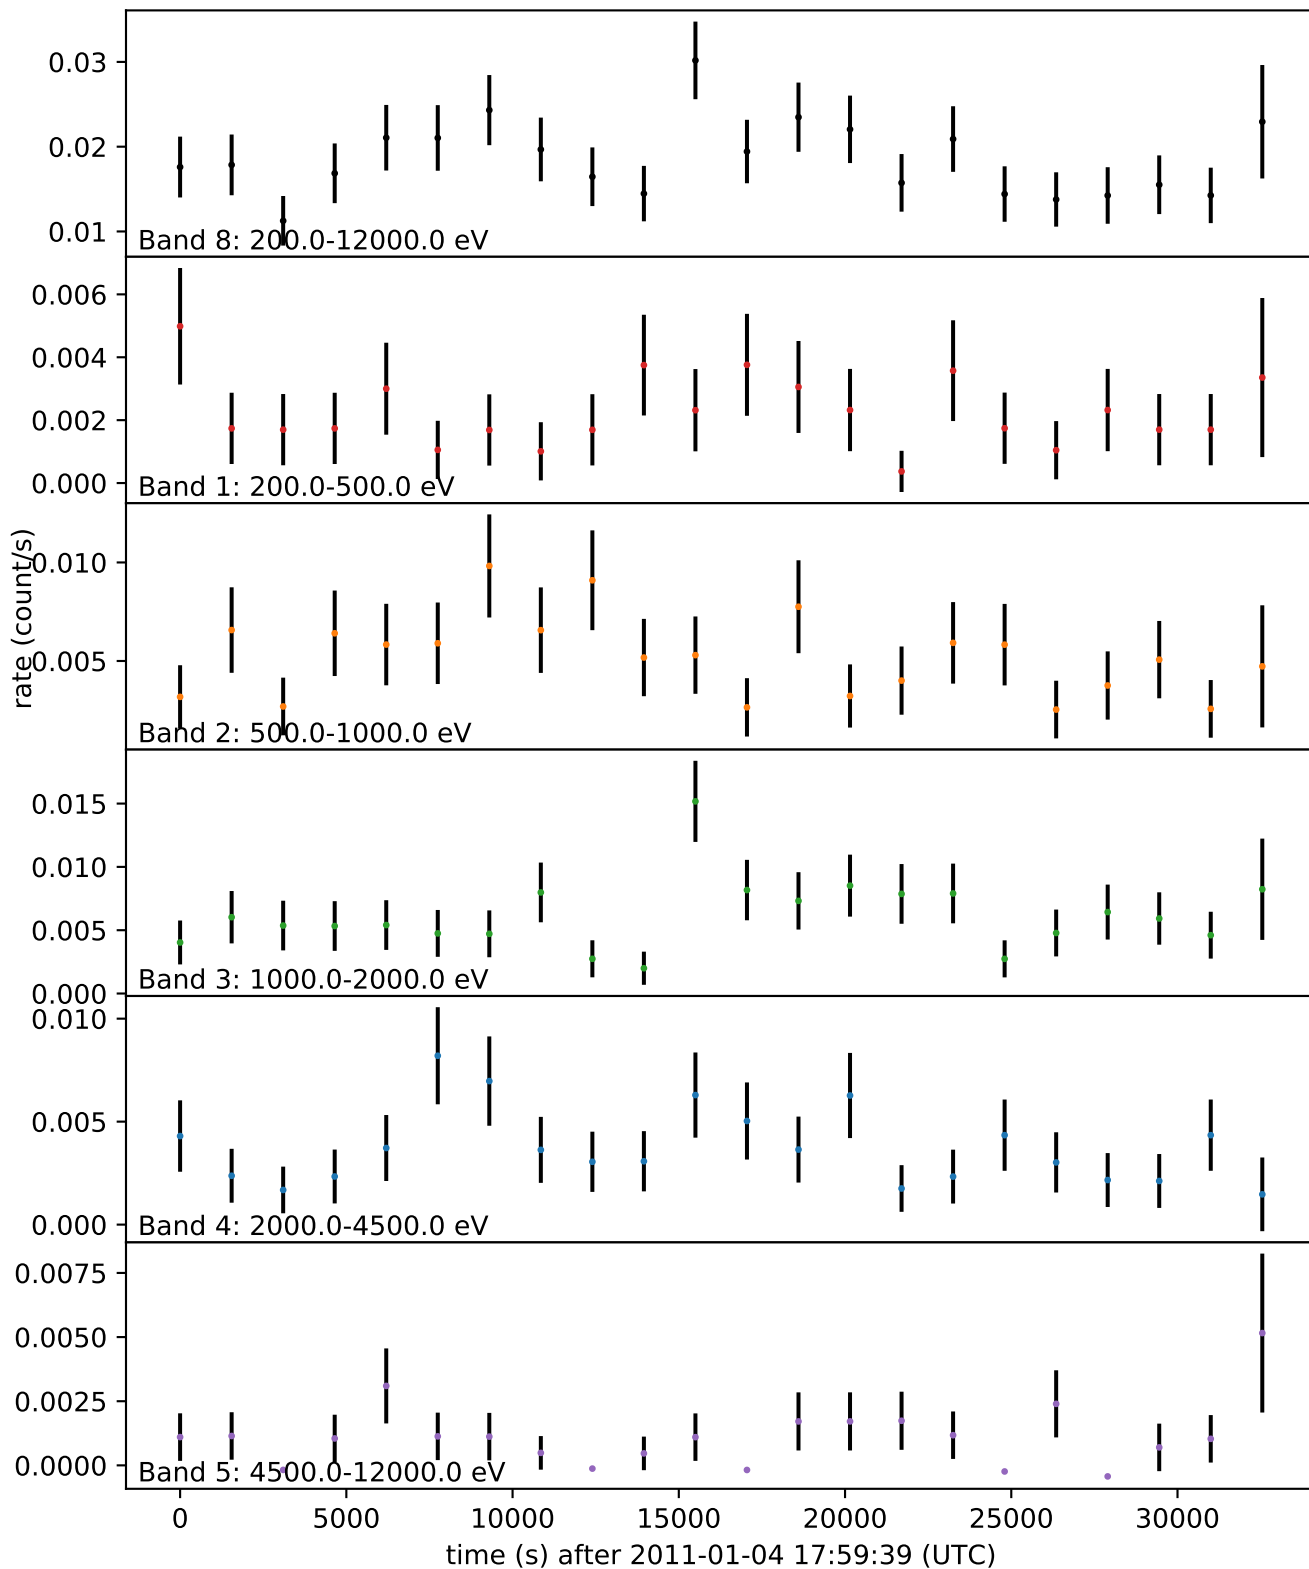 0.03
0.02
0.01
Band 8: 200.0-12000.0 eV
0.006
0.004
0.002
0.000
Band 1: 200.0-500.0 eV
rate (count/s)
0.010
0.005
Band 2: 500.0-1000.0 eV
0.015
0.010
0.005
0.000
Band 3: 1000.0-2000.0 eV
0.010
0.005
0.000
Band 4: 2000.0-4500.0 eV
0.0075
0.0050
0.0025
0.0000
Band 5: 4500.0-12000.0 eV
0 5000 10000 15000 20000 25000 30000
time (s) after 2011-01-04 17:59:39 (UTC)